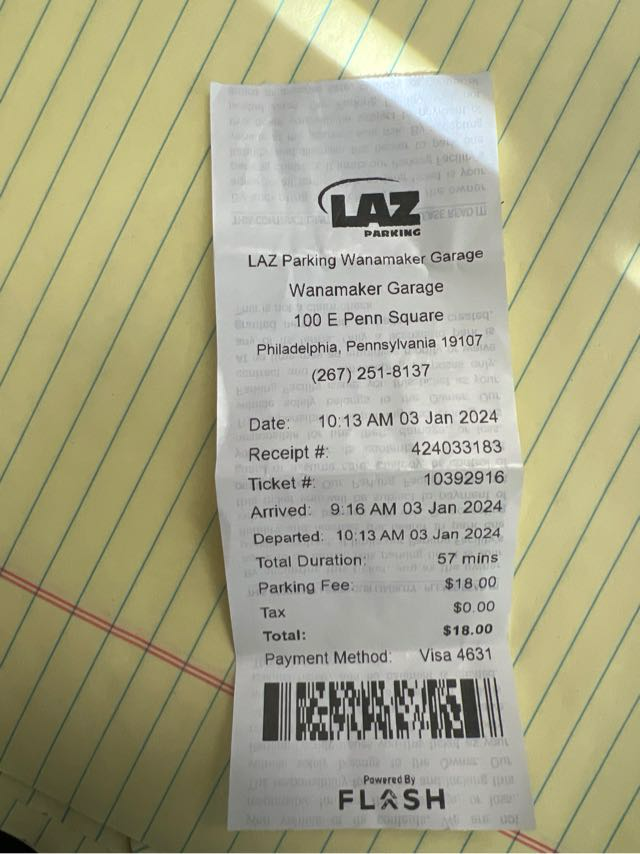 LAZ
PARKING
LAZ Parking Wanamaker Garage
Wanamaker Garage
100 E Penn Square
Philadelphia, Pennsylvania 19107
(267) 251-8137
Date: 10:13 AM 03 Jan 2024
Receipt #: 424033183
Ticket #: 10392916
Arrived: 9:16 AM 03 Jan 2024
Departed: 10:13 AM 03 Jan 2024
Total Duration: 57 mins
Parking Fee: $18.00
Tax $0.00
Total: $18.00
Payment Method: Visa 4631
Powered By
FLASH